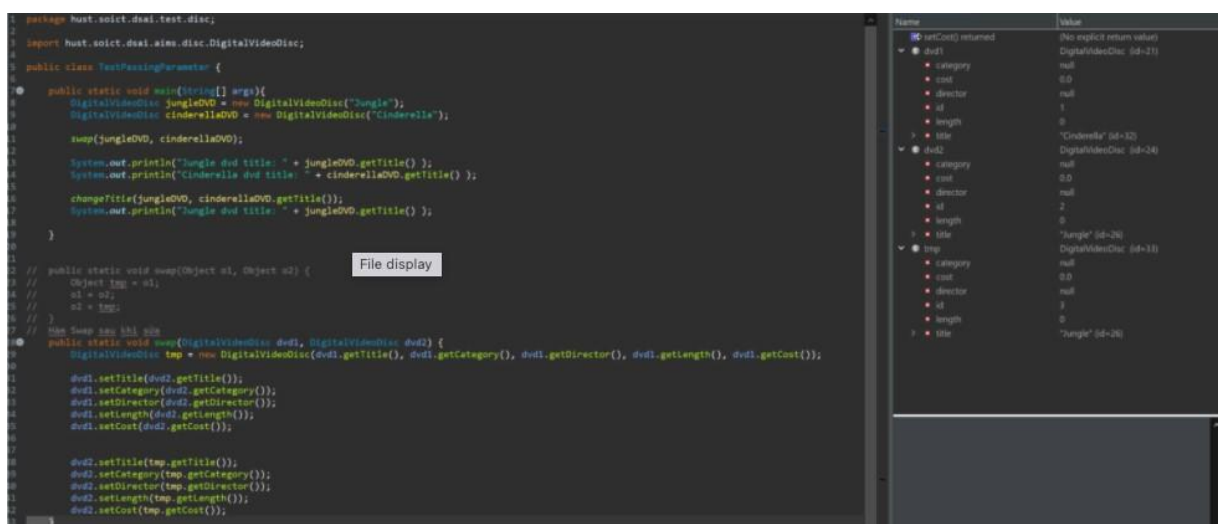 package hust.soict.dsai.test.disc;
import hust.soict.dsai.aims.disc.DigitalVideoDisc;
public class TestPassingParameter {
public static void main(String[] args){
DigitalVideoDisc jungleDVD = new DigitalVideoDisc("Jungle");
DigitalVideoDisc cinderellaDVD = new DigitalVideoDisc("Cinderella");
swap(jungleDVD, cinderellaDVD);
System.out.println("Jungle dvd title: " + jungleDVD.getTitle() );
System.out.println("Cinderella dvd title: " + cinderellaDVD.getTitle() );
changeTitle(jungleDVD, cinderellaDVD.getTitle());
System.out.println("Jungle dvd title: " + jungleDVD.getTitle() );
}
// public static void swap(Object o1, Object o2) {
// Object tmp = o1;
// o1 = o2;
// o2 = tmp;
// }
// Hàm Swap sau khi sửa
public static void swap(DigitalVideoDisc dvd1, DigitalVideoDisc dvd2) {
DigitalVideoDisc tmp = new DigitalVideoDisc(dvd1.getTitle(), dvd1.getCategory(), dvd1.getDirector(), dvd1.getLength(), dvd1.getCost());
dvd1.setTitle(dvd2.getTitle());
dvd1.setCategory(dvd2.getCategory());
dvd1.setDirector(dvd2.getDirector());
dvd1.setLength(dvd2.getLength());
dvd1.setCost(dvd2.getCost());
dvd2.setTitle(tmp.getTitle());
dvd2.setCategory(tmp.getCategory());
dvd2.setDirector(tmp.getDirector());
dvd2.setLength(tmp.getLength());
dvd2.setCost(tmp.getCost());
}
File display
Name Value
setCost() returned (No explicit return value)
dvd1 DigitalVideoDisc (id=21)
category null
cost 0.0
director null
id 1
length 0
title "Cinderella" (id=32)
dvd2 DigitalVideoDisc (id=24)
category null
cost 0.0
director null
id 2
length 0
title "Jungle" (id=26)
tmp DigitalVideoDisc (id=33)
category null
cost 0.0
director null
id 3
length 0
title "Jungle" (id=26)